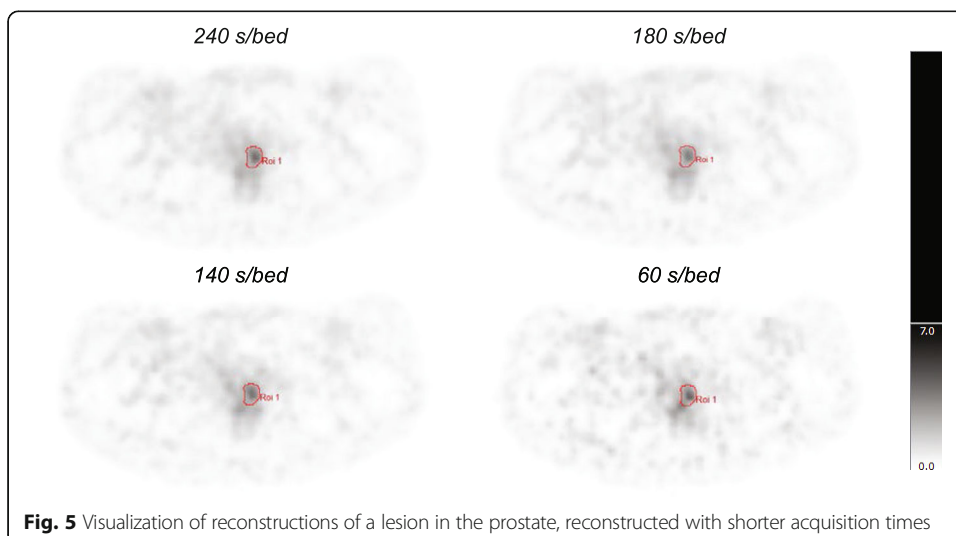 240 s/bed
180 s/bed
Roi 1
Roi 1
140 s/bed
60 s/bed
Roi 1
Roi 1
7.0
0.0
Fig. 5 Visualization of reconstructions of a lesion in the prostate, reconstructed with shorter acquisition times